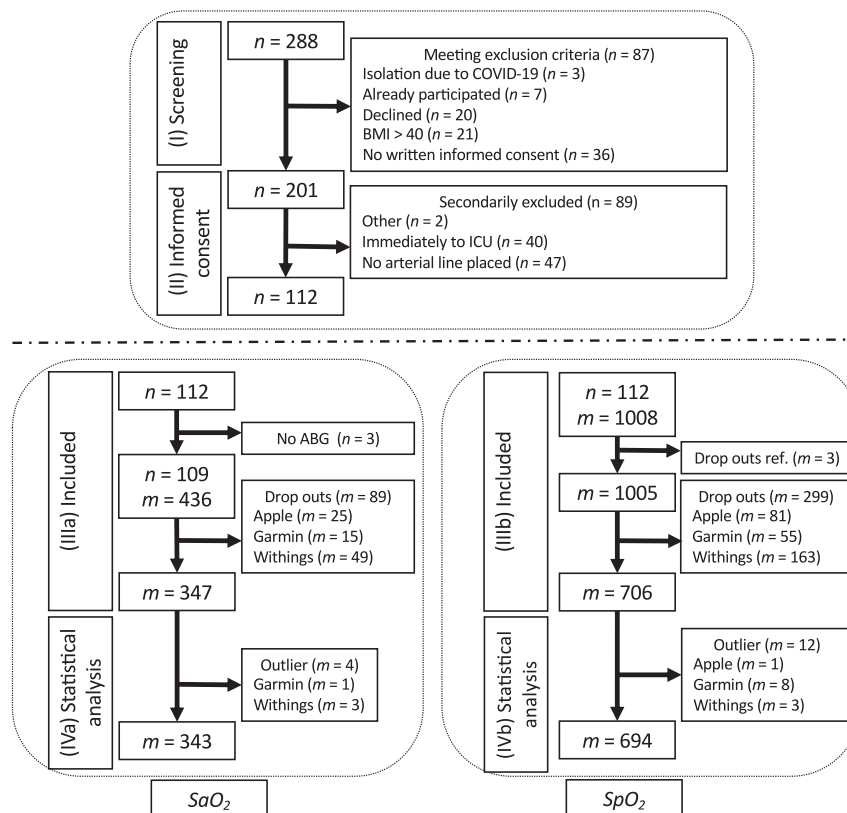 (I) Screening
n = 288
Meeting exclusion criteria (n = 87)
Isolation due to COVID-19 (n = 3)
Already participated (n = 7)
Declined (n = 20)
BMI > 40 (n = 21)
No written informed consent (n = 36)
(II) Informed
consent
n = 201
Secondarily excluded (n = 89)
Other (n = 2)
Immediately to ICU (n = 40)
No arterial line placed (n = 47)
n = 112
(IIIa) Included
n = 112
No ABG (n = 3)
n = 109
m = 436
Drop outs (m = 89)
Apple (m = 25)
Garmin (m = 15)
Withings (m = 49)
m = 347
(IVa) Statistical
analysis
Outlier (m = 4)
Garmin (m = 1)
Withings (m = 3)
m = 343
SaO₂
(IIIb) Included
n = 112
m = 1008
Drop outs ref. (m = 3)
m = 1005
Drop outs (m = 299)
Apple (m = 81)
Garmin (m = 55)
Withings (m = 163)
m = 706
(IVb) Statistical
analysis
Outlier (m = 12)
Apple (m = 1)
Garmin (m = 8)
Withings (m = 3)
m = 694
SpO₂